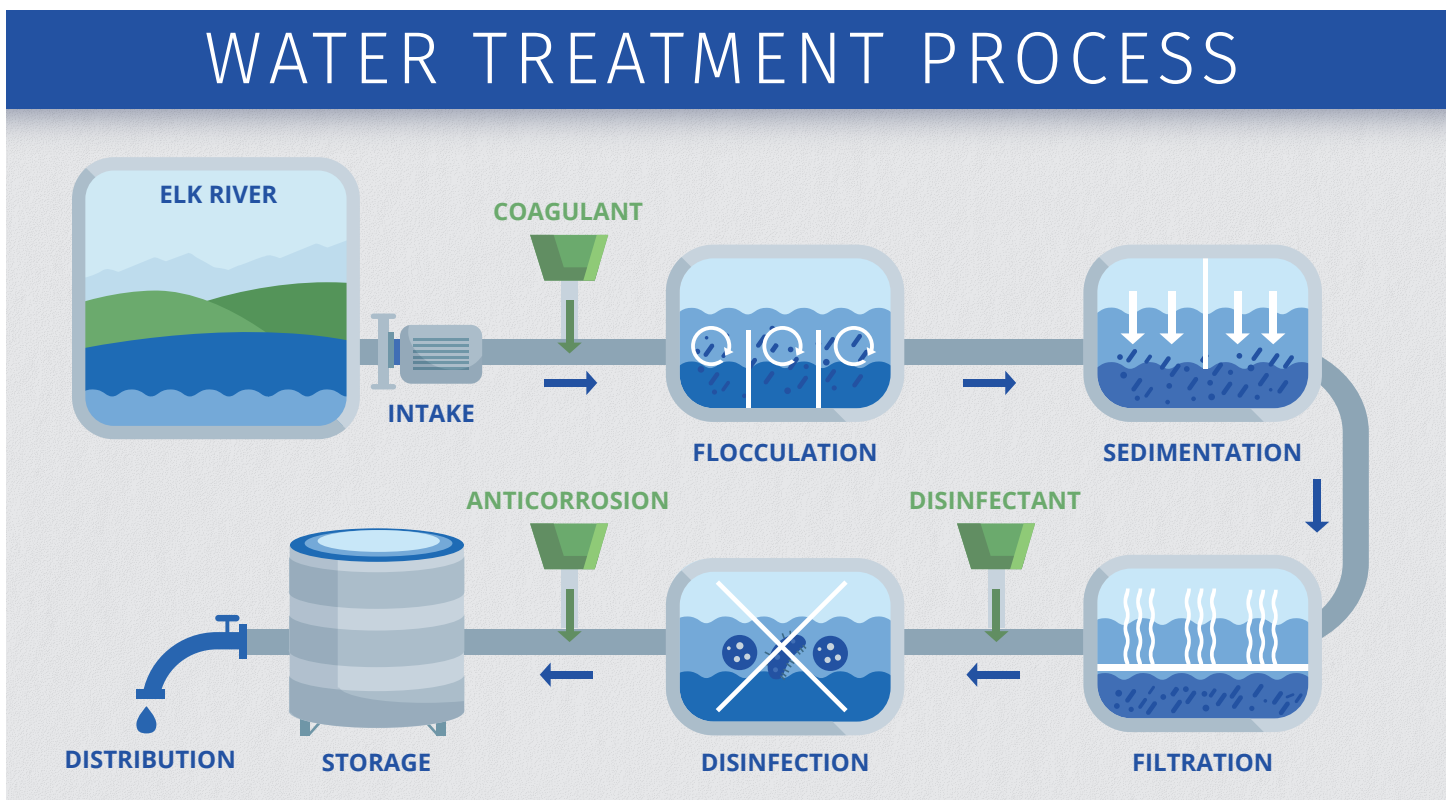 WATER TREATMENT PROCESS
ELK RIVER
INTAKE
COAGULANT
FLOCCULATION
SEDIMENTATION
FILTRATION
DISINFECTANT
DISINFECTION
ANTICORROSION
STORAGE
DISTRIBUTION